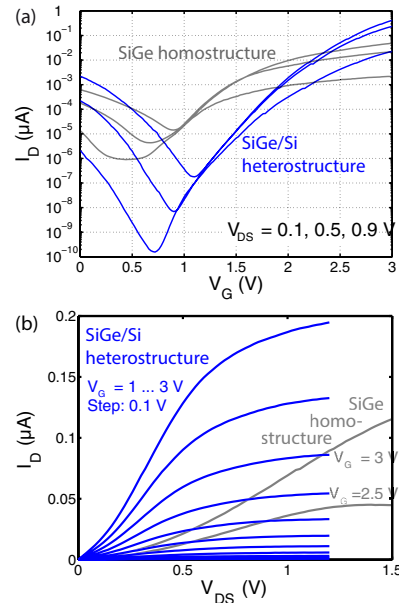 (a)
1
10⁻¹
10⁻²
10⁻³
10⁻⁴
10⁻⁵
10⁻⁶
10⁻⁷
10⁻⁸
10⁻⁹
10⁻¹⁰
I_D (μA)
SiGe homostructure
SiGe/Si
heterostructure
V_DS = 0.1, 0.5, 0.9 V
0 0.5 1 1.5 2 2.5 3
V_G (V)
(b)
0.2
0.15
0.1
0.05
0
I_D (μA)
SiGe/Si
heterostructure
V_G = 1 ... 3 V
Step: 0.1 V
SiGe
homo-
structure
V_G = 3 V
V_G = 2.5 V
0 0.5 1 1.5
V_DS (V)